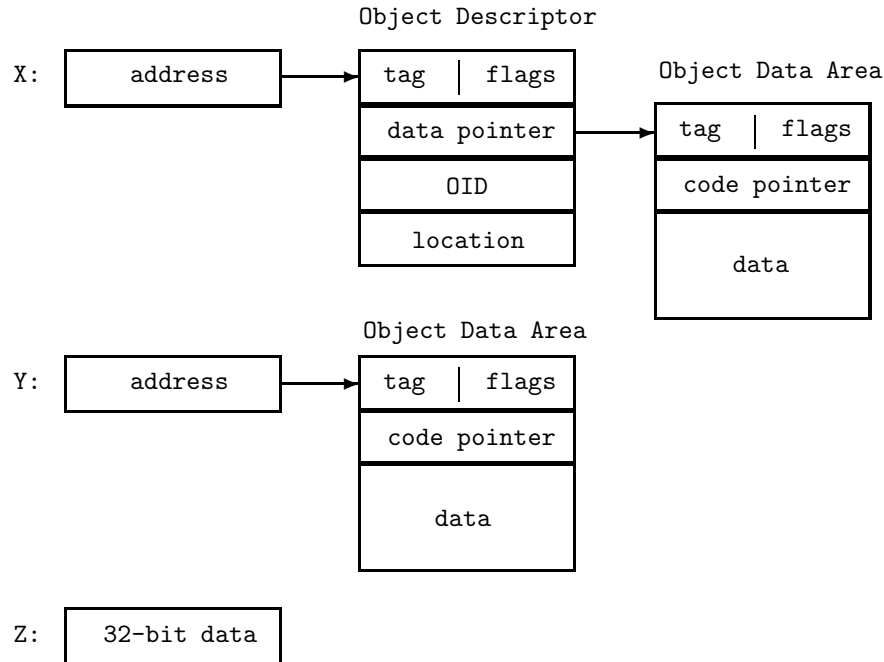 Object Descriptor
X: address
tag | flags
data pointer
OID
location
Object Data Area
tag | flags
code pointer
data
Object Data Area
Y: address
tag | flags
code pointer
data
Z: 32-bit data